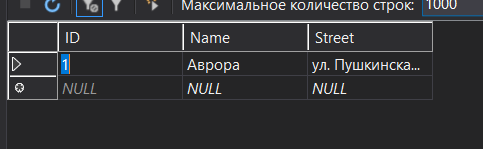 Максимальное количество строк: 1000
ID Name Street
1 Аврора ул. Пушкинска...
NULL NULL NULL